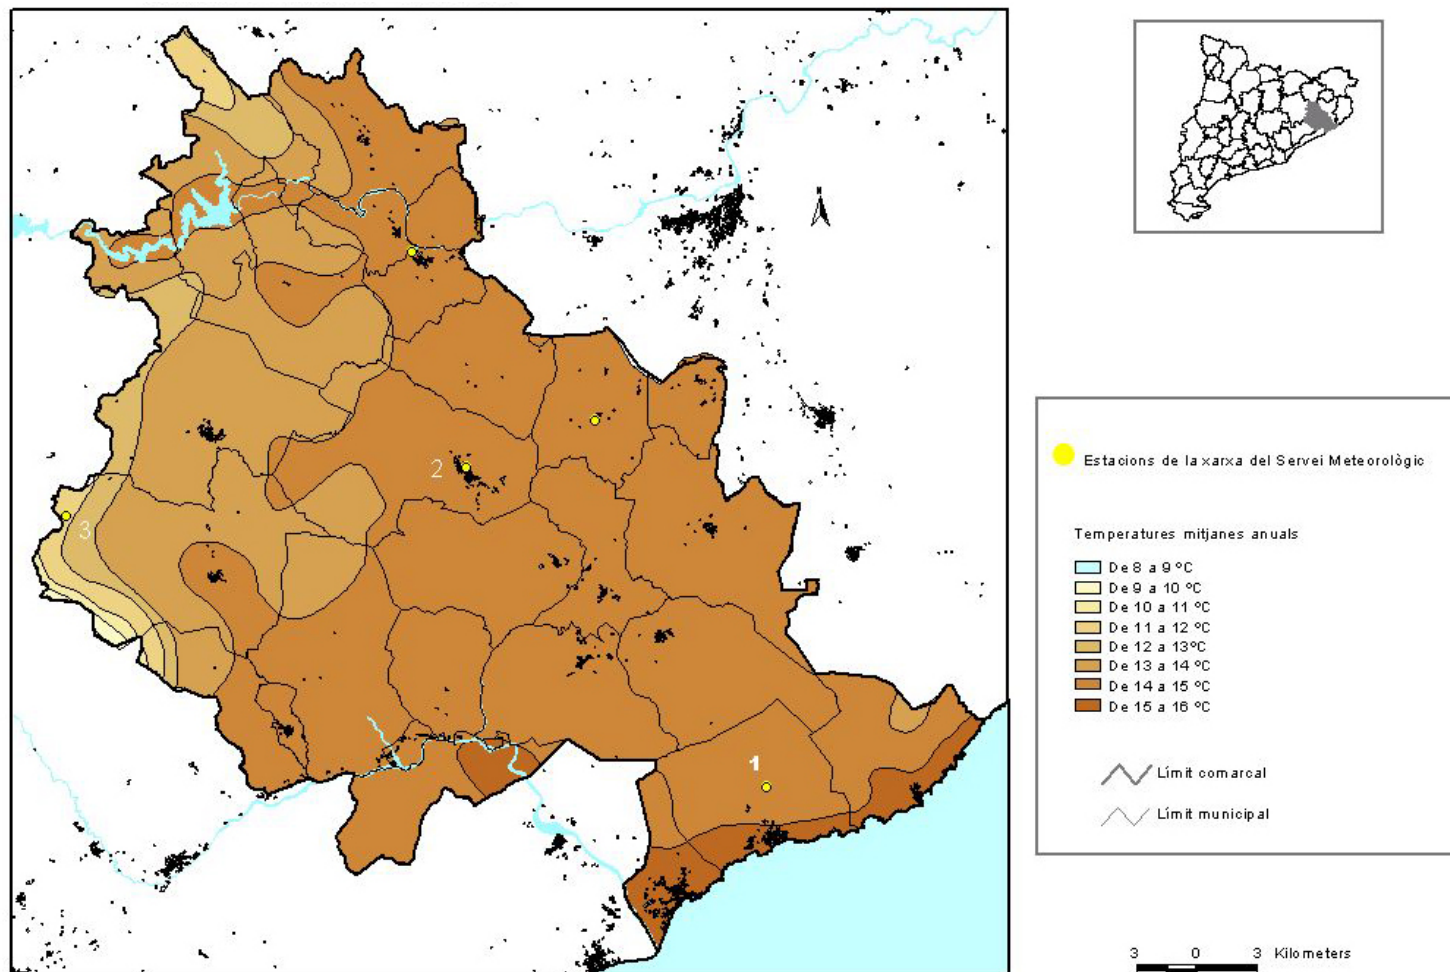 N
2
3
1
Estacions de la xarxa del Servei Meteorològic
Temperatures mitjanes anuals
De 8 a 9 ºC
De 9 a 10 ºC
De 10 a 11 ºC
De 11 a 12 ºC
De 12 a 13ºC
De 13 a 14 ºC
De 14 a 15 ºC
De 15 a 16 ºC
Límit comarcal
Límit municipal
3 0 3 Kilometers